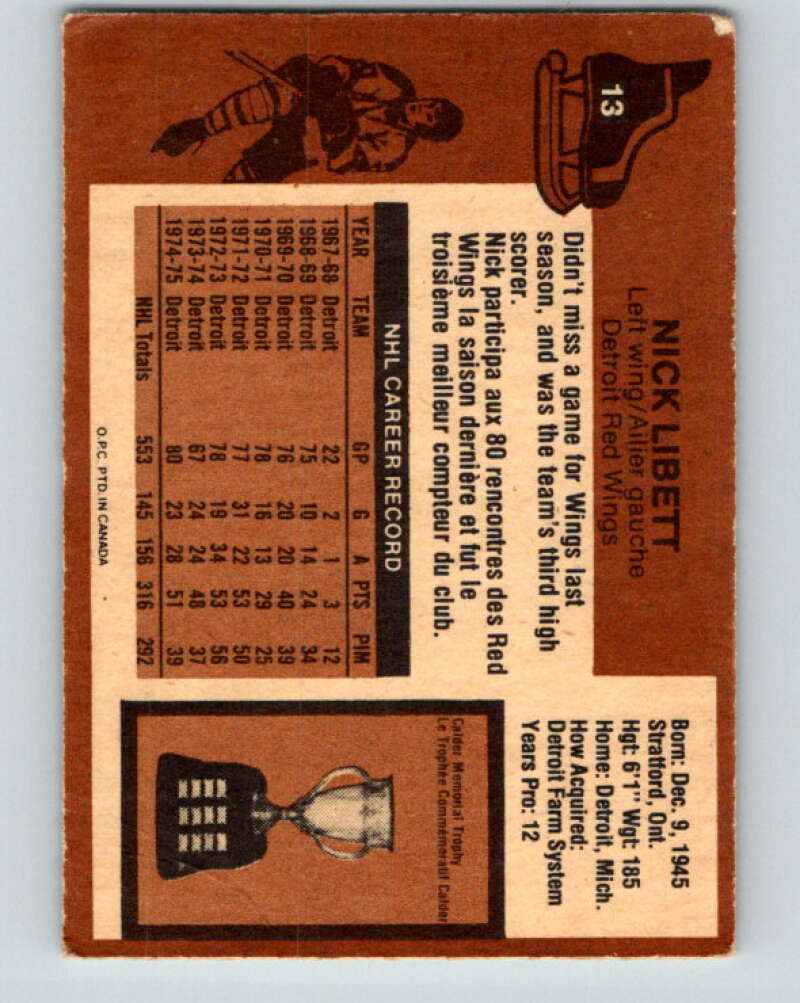 13
NICK LIBETT
Left wing/Ailier gauche
Detroit Red Wings
Born: Dec. 9, 1945
Stratford, Ont.
Hgt: 6'1" Wgt: 185
Home: Detroit, Mich.
How Acquired:
Detroit Farm System
Years Pro: 12
Didn't miss a game for Wings last
season, and was the team's third high
scorer.
Nick participa aux 80 rencontres des Red
Wings la saison dernière et fut le
troisième meilleur compteur du club.
NHL CAREER RECORD
YEAR TEAM GP G A PTS PIM
1967-68 Detroit 22 2 1 3 12
1968-69 Detroit 75 10 14 24 34
1969-70 Detroit 76 20 20 40 39
1970-71 Detroit 78 16 13 29 25
1971-72 Detroit 77 31 22 53 50
1972-73 Detroit 78 19 34 53 56
1973-74 Detroit 67 24 24 48 37
1974-75 Detroit 80 23 28 51 39
NHL Totals 553 145 156 316 292
Calder Memorial Trophy
Le Trophée Commémoratif Calder
O.P.C. PTD. IN CANADA